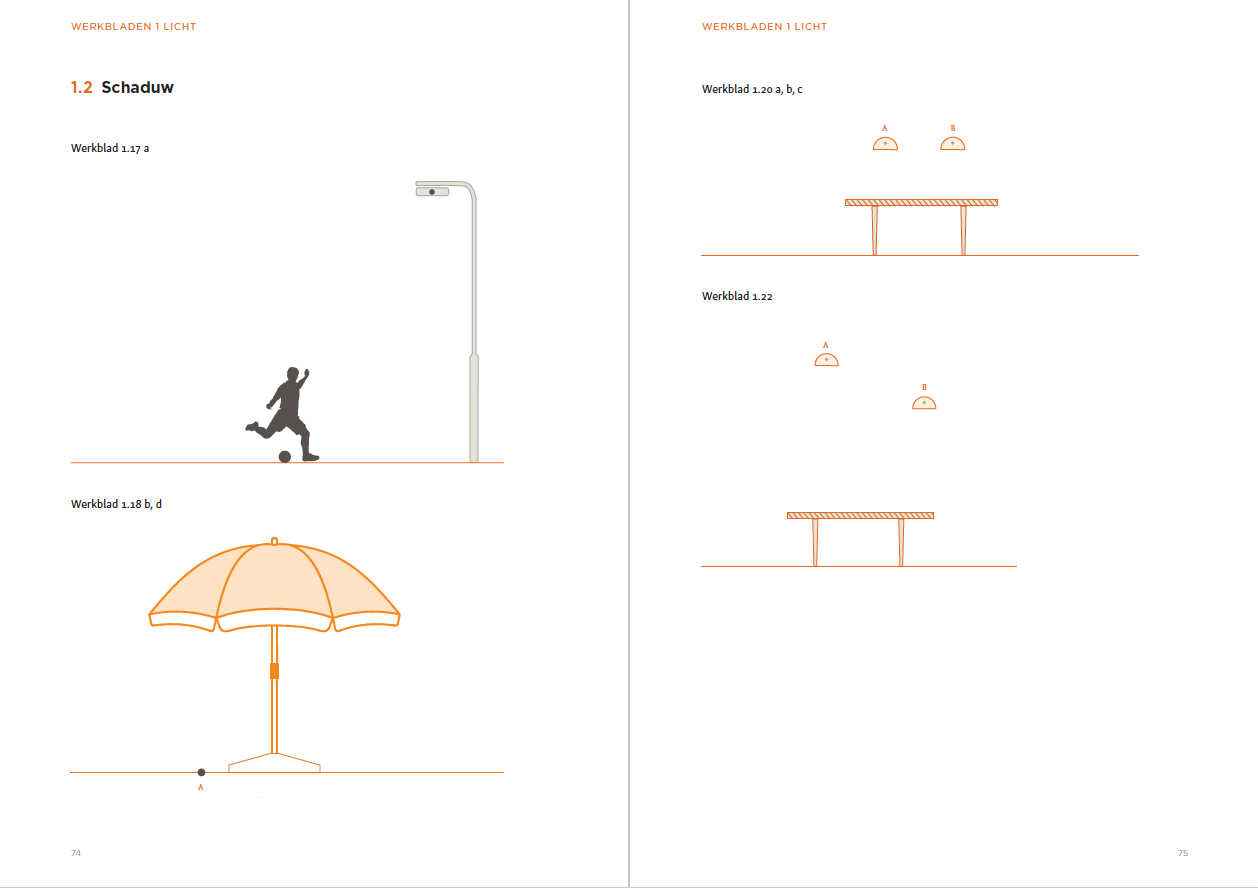 WERKBLADEN 1 LICHT
1.2 Schaduw
Werkblad 1.17 a
Werkblad 1.18 b, d
A
74
WERKBLADEN 1 LICHT
Werkblad 1.20 a, b, c
A B
Werkblad 1.22
A
B
75